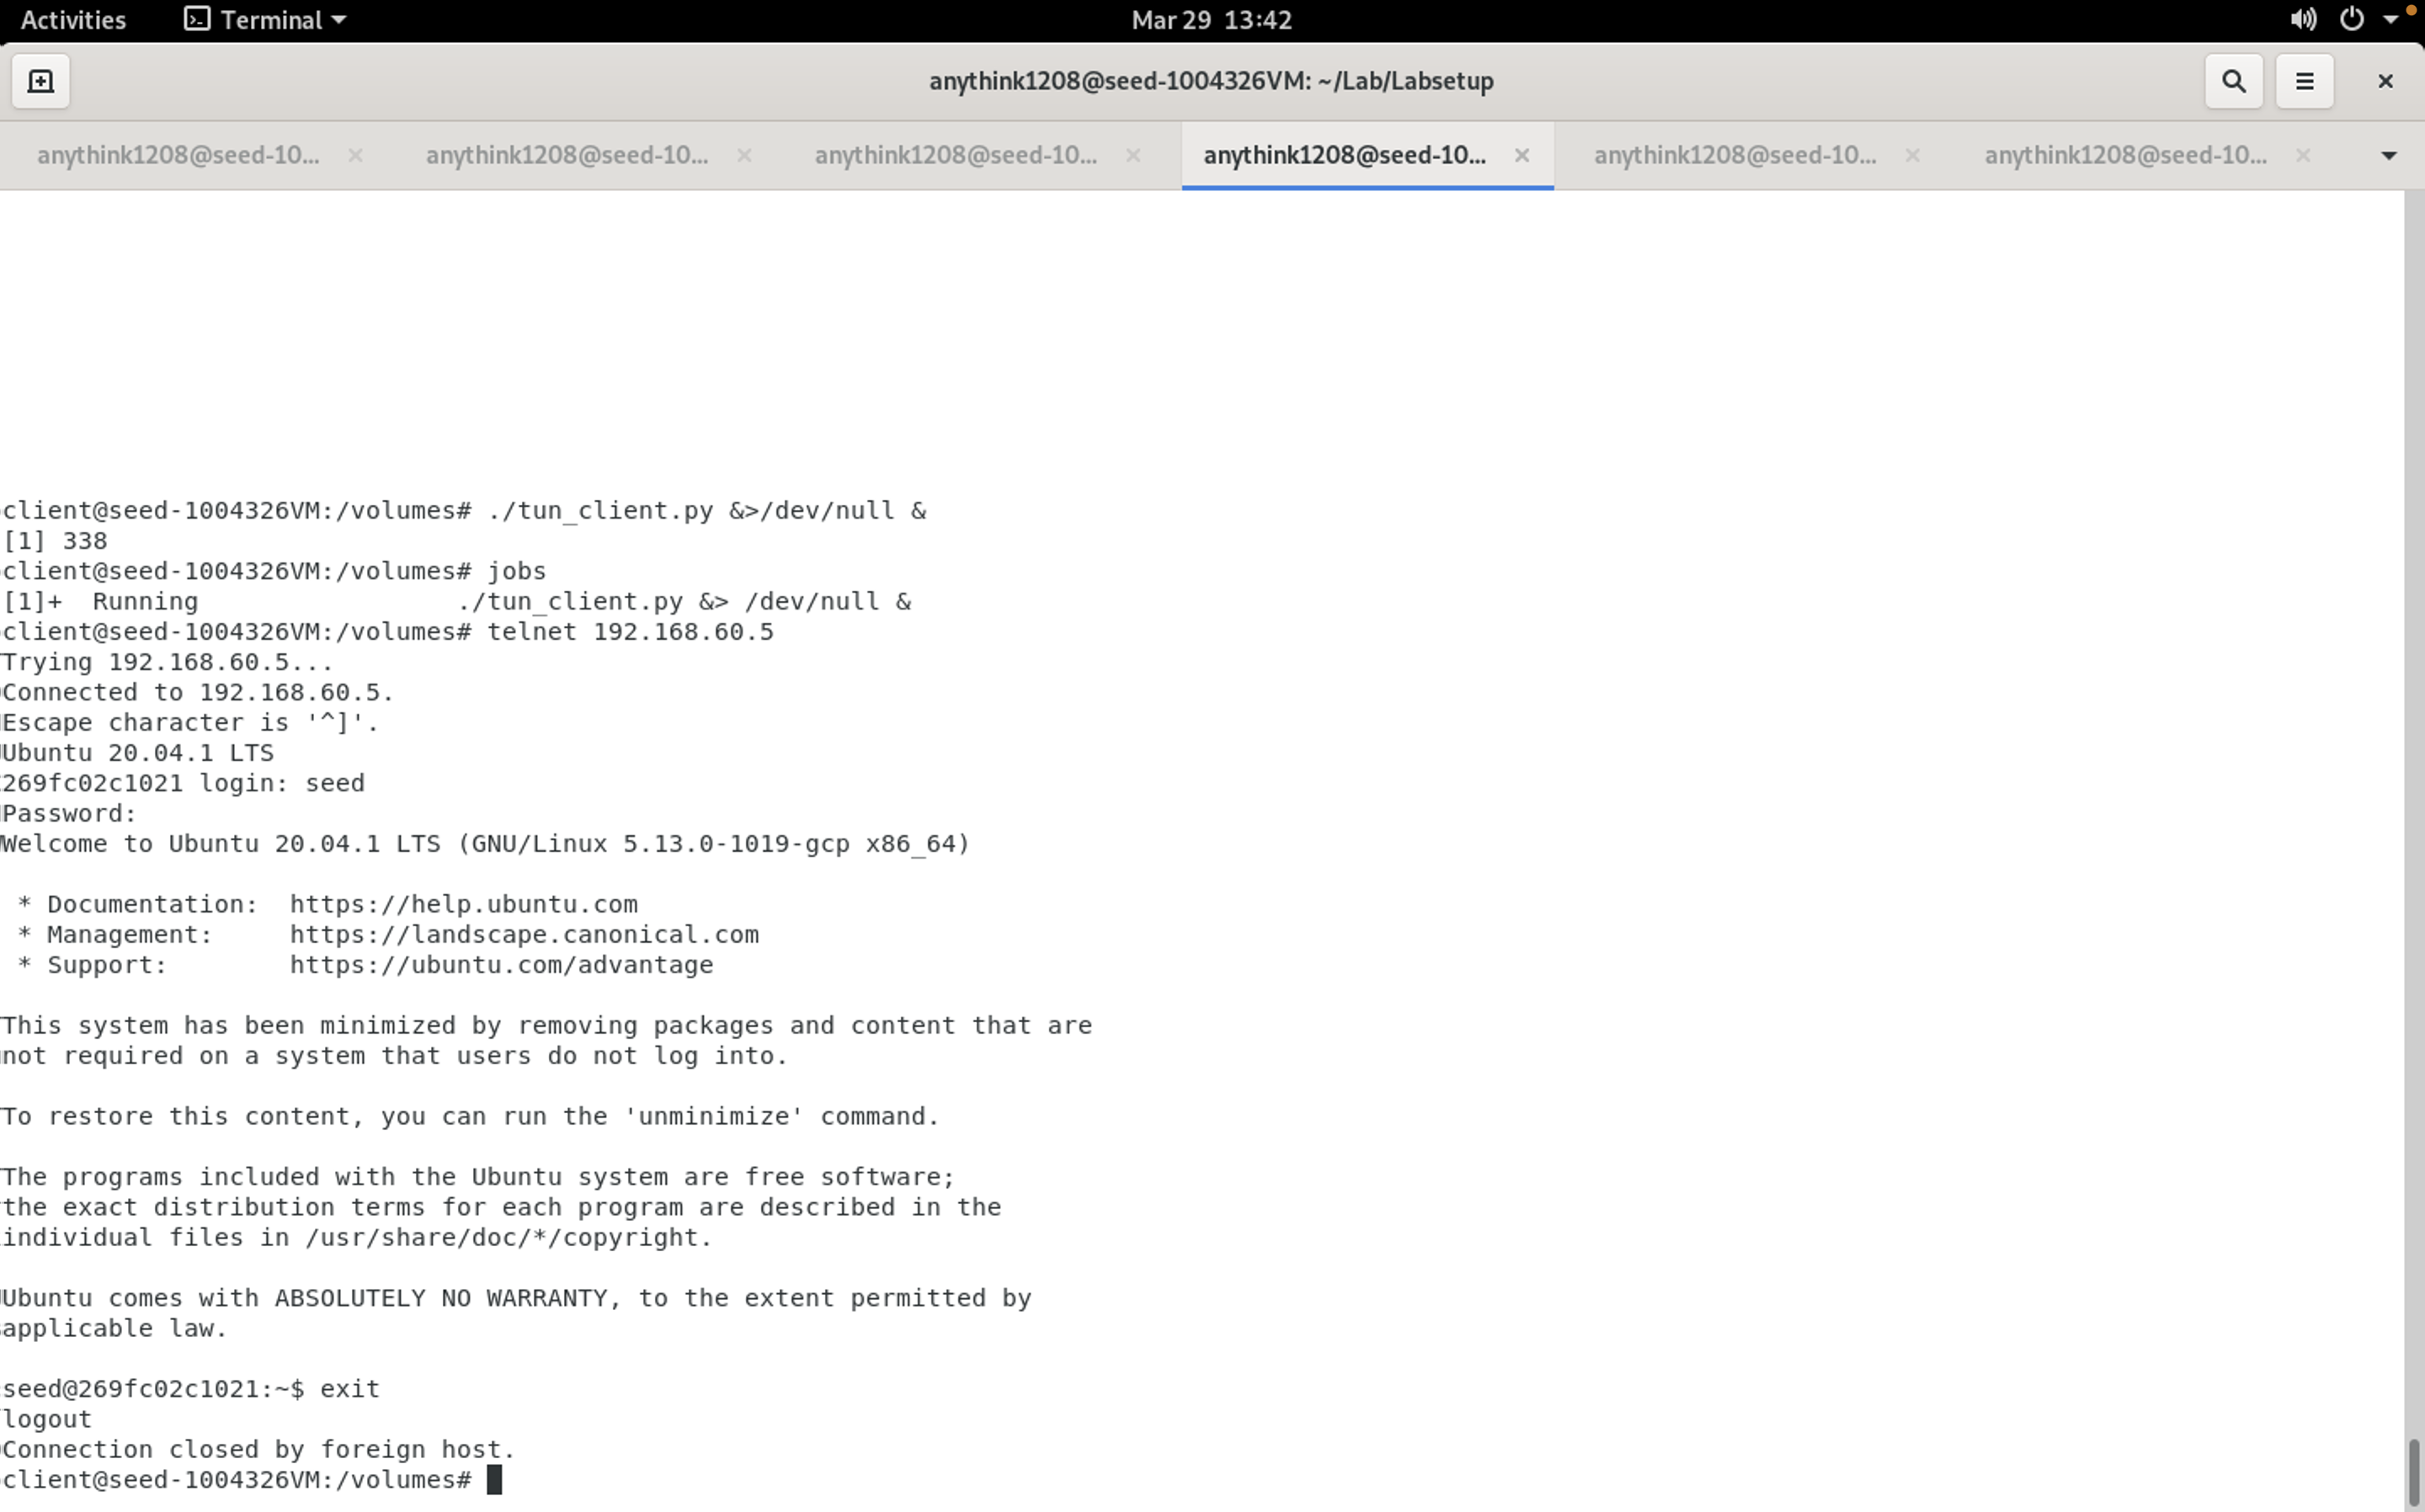 Activities Terminal Mar 29 13:42
anythink1208@seed-1004326VM: ~/Lab/Labsetup
anythink1208@seed-10... anythink1208@seed-10... anythink1208@seed-10... anythink1208@seed-10... anythink1208@seed-10... anythink1208@seed-10...
client@seed-1004326VM:/volumes# ./tun_client.py &>/dev/null &
[1] 338
client@seed-1004326VM:/volumes# jobs
[1]+  Running                 ./tun_client.py &> /dev/null &
client@seed-1004326VM:/volumes# telnet 192.168.60.5
Trying 192.168.60.5...
Connected to 192.168.60.5.
Escape character is '^]'.
Ubuntu 20.04.1 LTS
269fc02c1021 login: seed
Password:
Welcome to Ubuntu 20.04.1 LTS (GNU/Linux 5.13.0-1019-gcp x86_64)
* Documentation:  https://help.ubuntu.com
* Management:     https://landscape.canonical.com
* Support:        https://ubuntu.com/advantage
This system has been minimized by removing packages and content that are
not required on a system that users do not log into.
To restore this content, you can run the 'unminimize' command.
The programs included with the Ubuntu system are free software;
the exact distribution terms for each program are described in the
individual files in /usr/share/doc/*/copyright.
Ubuntu comes with ABSOLUTELY NO WARRANTY, to the extent permitted by
applicable law.
seed@269fc02c1021:~$ exit
logout
Connection closed by foreign host.
client@seed-1004326VM:/volumes#